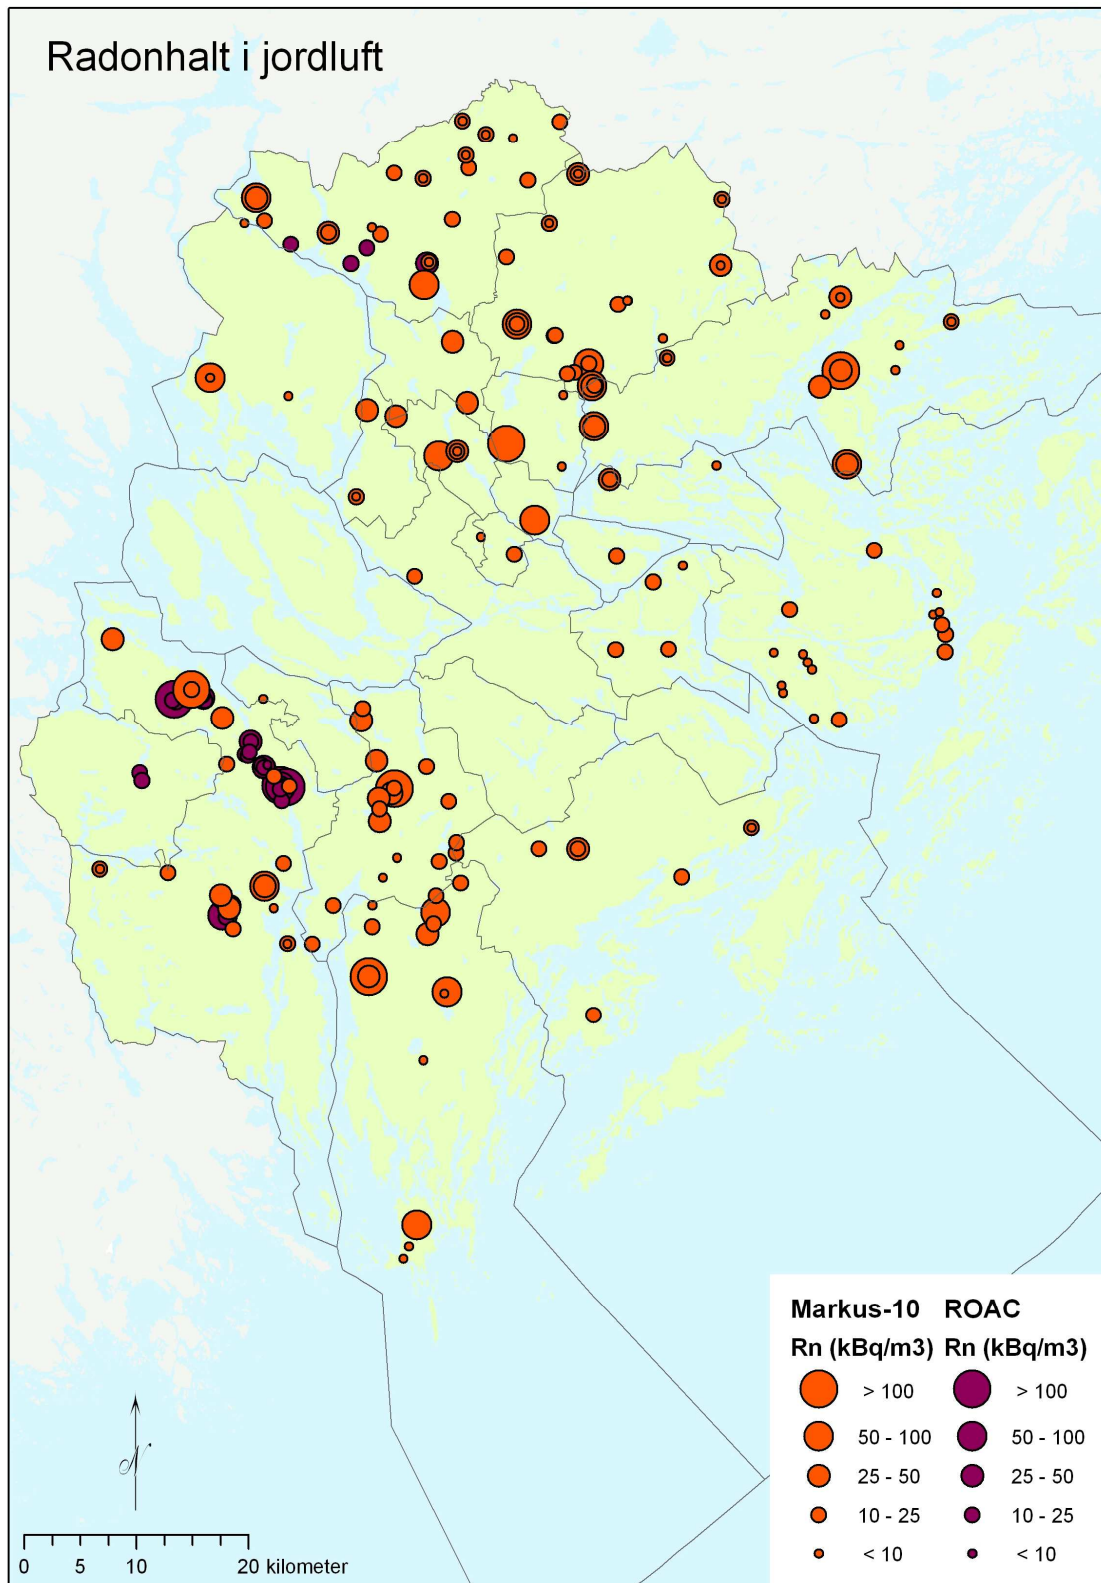 Radonhalt i jordluft
Markus-10 ROAC
Rn (kBq/m3) Rn (kBq/m3)
> 100 > 100
50 - 100 50 - 100
25 - 50 25 - 50
10 - 25 10 - 25
< 10 < 10
N
0 5 10 20 kilometer